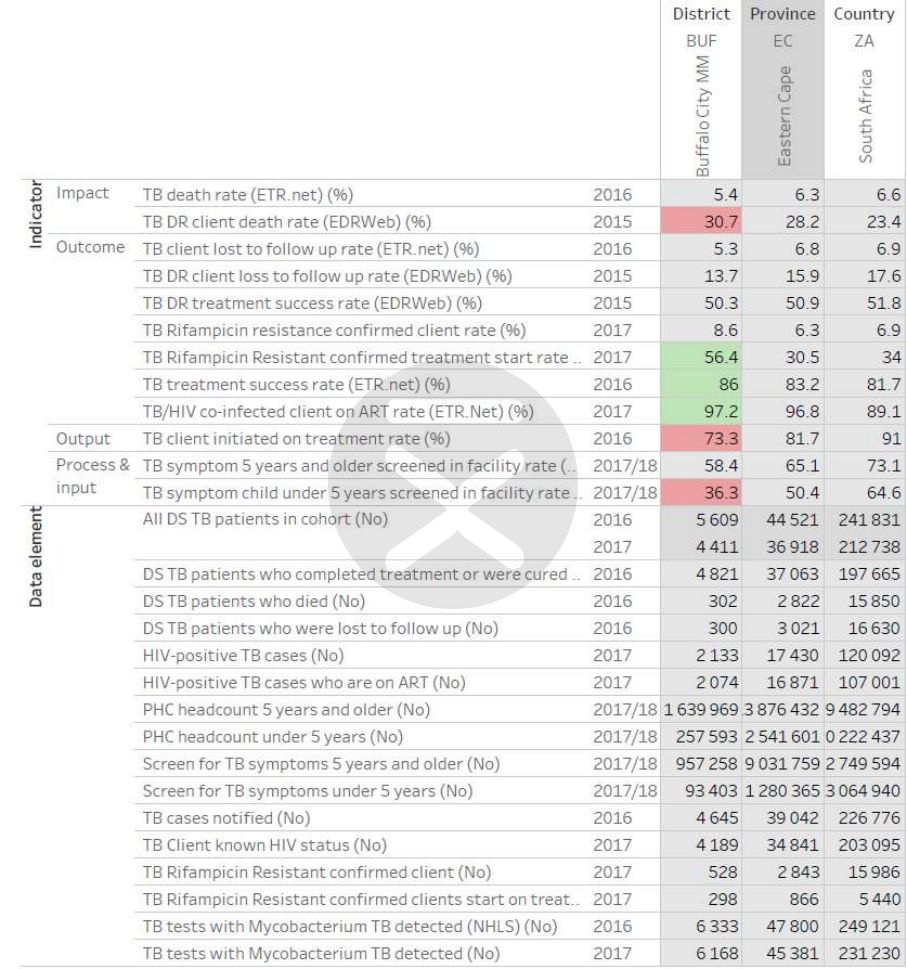 District Province Country
BUF EC ZA
Buffalo City MM Eastern Cape South Africa
Indicator
Impact TB death rate (ETR.net) (%) 2016 5.4 6.3 6.6
TB DR client death rate (EDRWeb) (%) 2015 30.7 28.2 23.4
Outcome TB client lost to follow up rate (ETR.net) (%) 2016 5.3 6.8 6.9
TB DR client loss to follow up rate (EDRWeb) (%) 2015 13.7 15.9 17.6
TB DR treatment success rate (EDRWeb) (%) 2015 50.3 50.9 51.8
TB Rifampicin resistance confirmed client rate (%) 2017 8.6 6.3 6.9
TB Rifampicin Resistant confirmed treatment start rate .. 2017 56.4 30.5 34
TB treatment success rate (ETR.net) (%) 2016 86 83.2 81.7
TB/HIV co-infected client on ART rate (ETR.Net) (%) 2017 97.2 96.8 89.1
Output TB client initiated on treatment rate (%) 2016 73.3 81.7 91
Process & TB symptom 5 years and older screened in facility rate (.. 2017/18 58.4 65.1 73.1
input TB symptom child under 5 years screened in facility rate .. 2017/18 36.3 50.4 64.6
Data element
All DS TB patients in cohort (No) 2016 5 609 44 521 241 831
2017 4 411 36 918 212 738
DS TB patients who completed treatment or were cured .. 2016 4 821 37 063 197 665
DS TB patients who died (No) 2016 302 2 822 15 850
DS TB patients who were lost to follow up (No) 2016 300 3 021 16 630
HIV-positive TB cases (No) 2017 2 133 17 430 120 092
HIV-positive TB cases who are on ART (No) 2017 2 074 16 871 107 001
PHC headcount 5 years and older (No) 2017/18 1 639 969 3 876 432 9 482 794
PHC headcount under 5 years (No) 2017/18 257 593 2 541 601 0 222 437
Screen for TB symptoms 5 years and older (No) 2017/18 957 258 9 031 759 2 749 594
Screen for TB symptoms under 5 years (No) 2017/18 93 403 1 280 365 3 064 940
TB cases notified (No) 2016 4 645 39 042 226 776
TB Client known HIV status (No) 2017 4 189 34 841 203 095
TB Rifampicin Resistant confirmed client (No) 2017 528 2 843 15 986
TB Rifampicin Resistant confirmed clients start on treat.. 2017 298 866 5 440
TB tests with Mycobacterium TB detected (NHLS) (No) 2016 6 333 47 800 249 121
TB tests with Mycobacterium TB detected (No) 2017 6 168 45 381 231 230